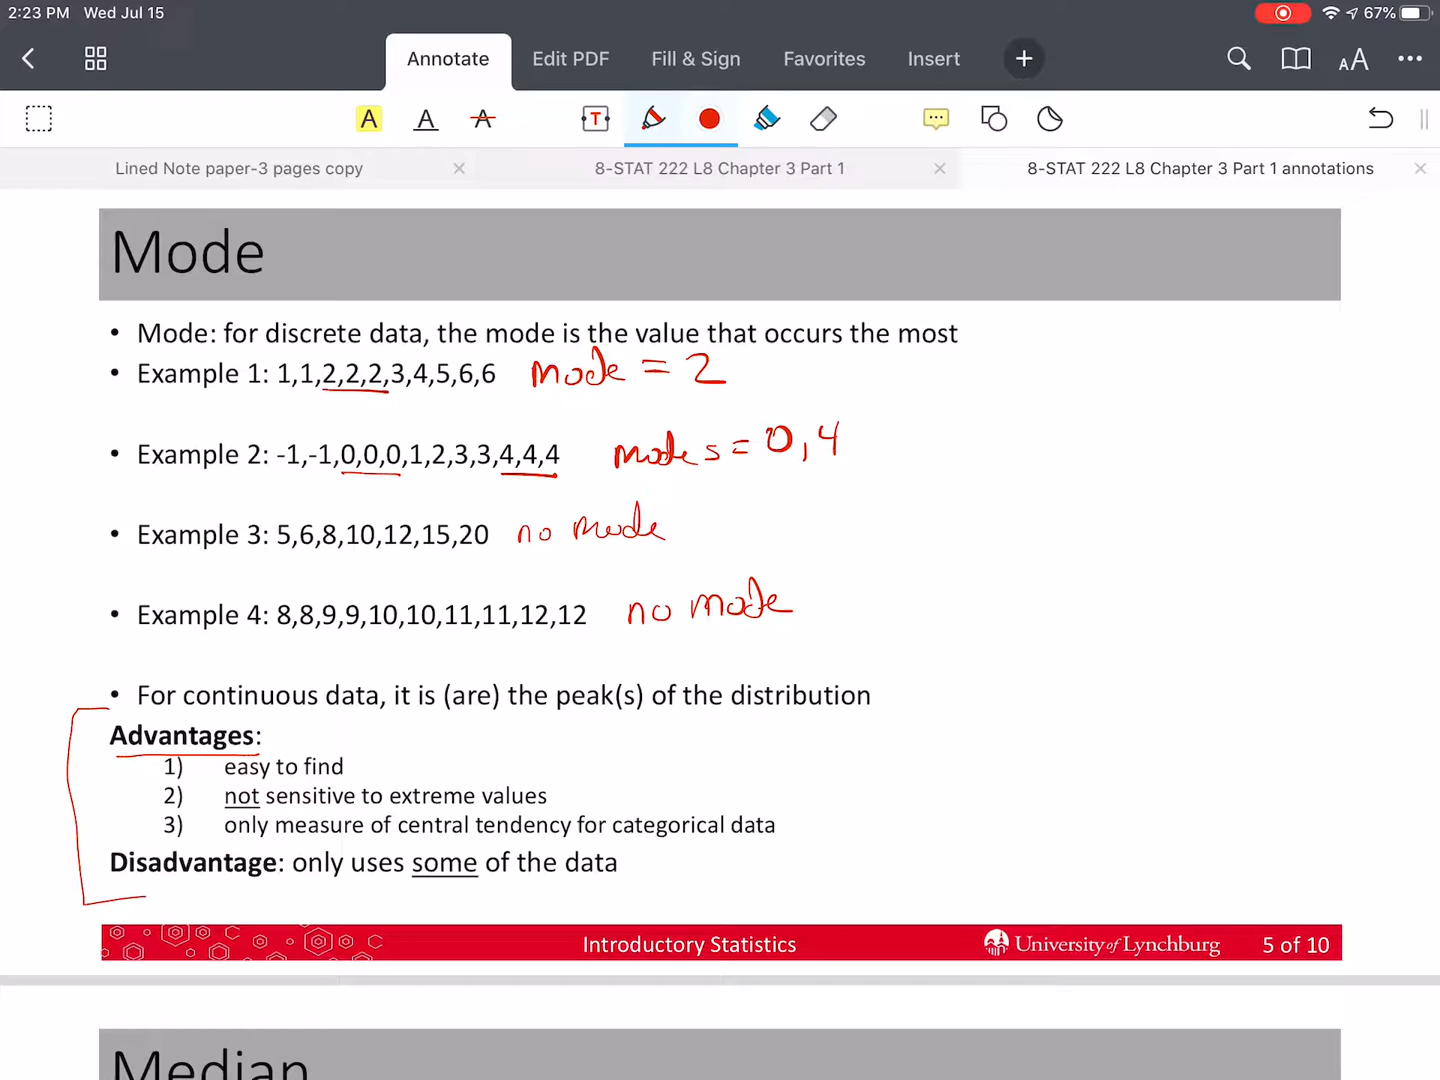 2:23 PM Wed Jul 15 67%
Annotate Edit PDF Fill & Sign Favorites Insert
Lined Note paper-3 pages copy 8-STAT 222 L8 Chapter 3 Part 1 8-STAT 222 L8 Chapter 3 Part 1 annotations
Mode
• Mode: for discrete data, the mode is the value that occurs the most
• Example 1: 1,1,2,2,2,3,4,5,6,6 mode = 2
• Example 2: -1,-1,0,0,0,1,2,3,3,4,4,4 modes = 0,4
• Example 3: 5,6,8,10,12,15,20 no mode
• Example 4: 8,8,9,9,10,10,11,11,12,12 no mode
• For continuous data, it is (are) the peak(s) of the distribution
Advantages:
1) easy to find
2) not sensitive to extreme values
3) only measure of central tendency for categorical data
Disadvantage: only uses some of the data
Introductory Statistics University of Lynchburg 5 of 10
Median